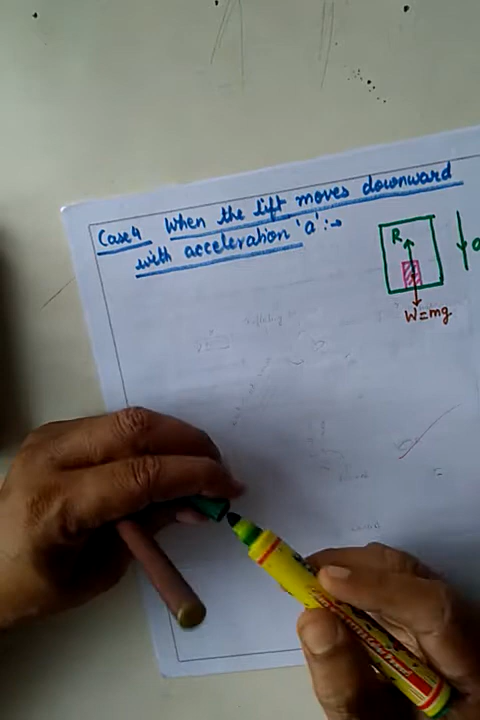 Case 4 When the lift moves downward
with acceleration 'a' :→
R
a
W=mg